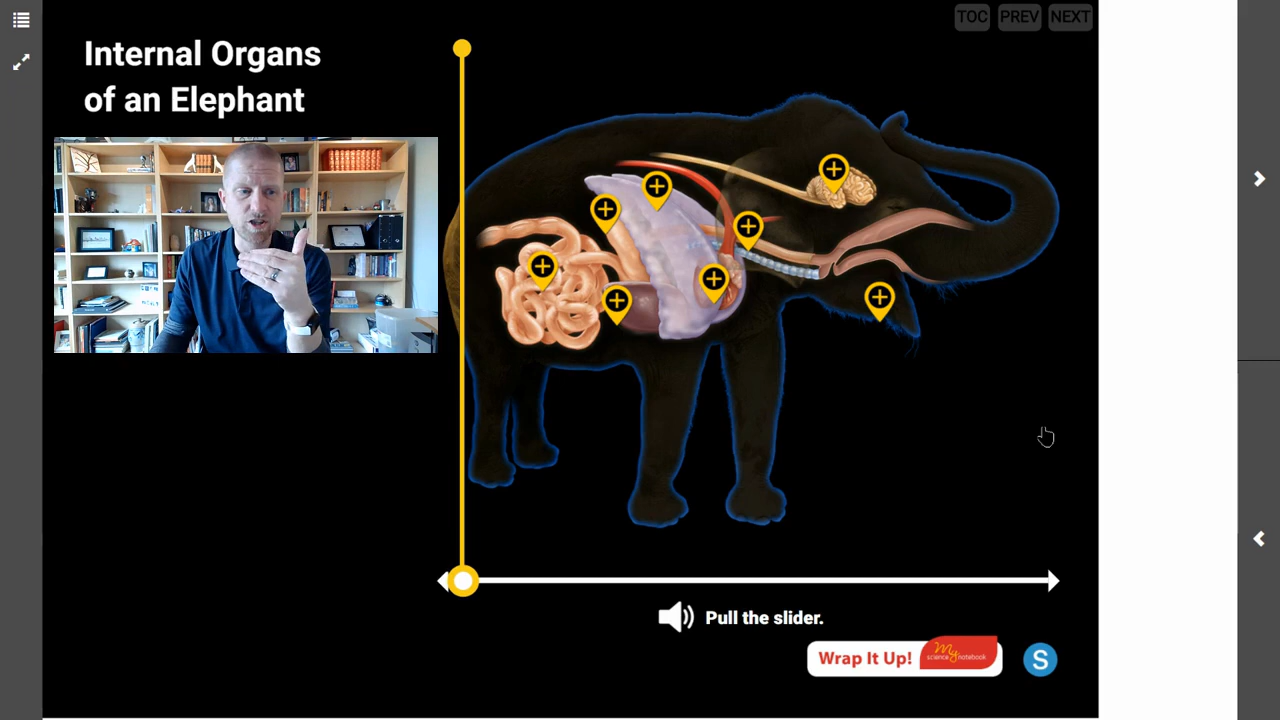 TOC PREV NEXT
Internal Organs
of an Elephant
Pull the slider.
Wrap It Up!
My
science notebook
S